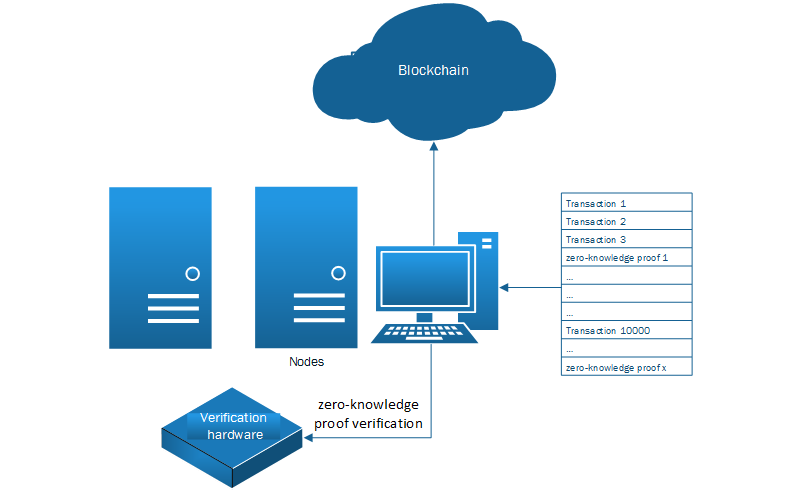 Blockchain
Transaction 1
Transaction 2
Transaction 3
zero-knowledge proof 1
...
...
...
Transaction 10000
...
zero-knowledge proof x
Nodes
zero-knowledge
proof verification
Verification
hardware